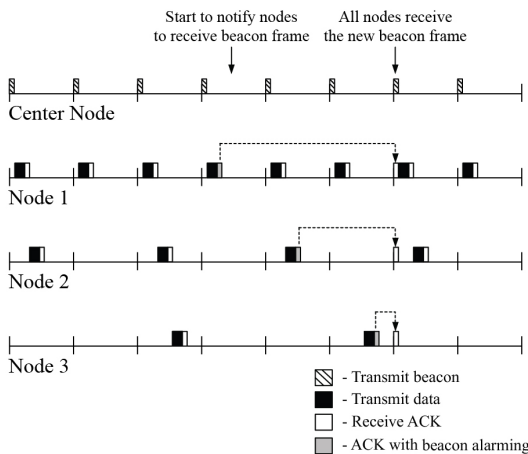 Start to notify nodes
to receive beacon frame
All nodes receive
the new beacon frame
Center Node
Node 1
Node 2
Node 3
- Transmit beacon
- Transmit data
- Receive ACK
- ACK with beacon alarming